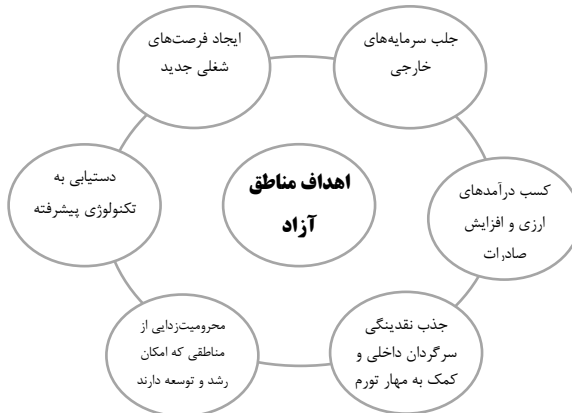 جلب سرمایه‌های
خارجی
ایجاد فرصت‌های
شغلی جدید
اهداف مناطق
آزاد
کسب درآمدهای
ارزی و افزایش
صادرات
دستیابی به
تکنولوژی پیشرفته
جذب نقدینگی
سرگردان داخلی و
کمک به مهار تورم
محرومیت‌زدایی از
مناطقی که امکان
رشد و توسعه دارند